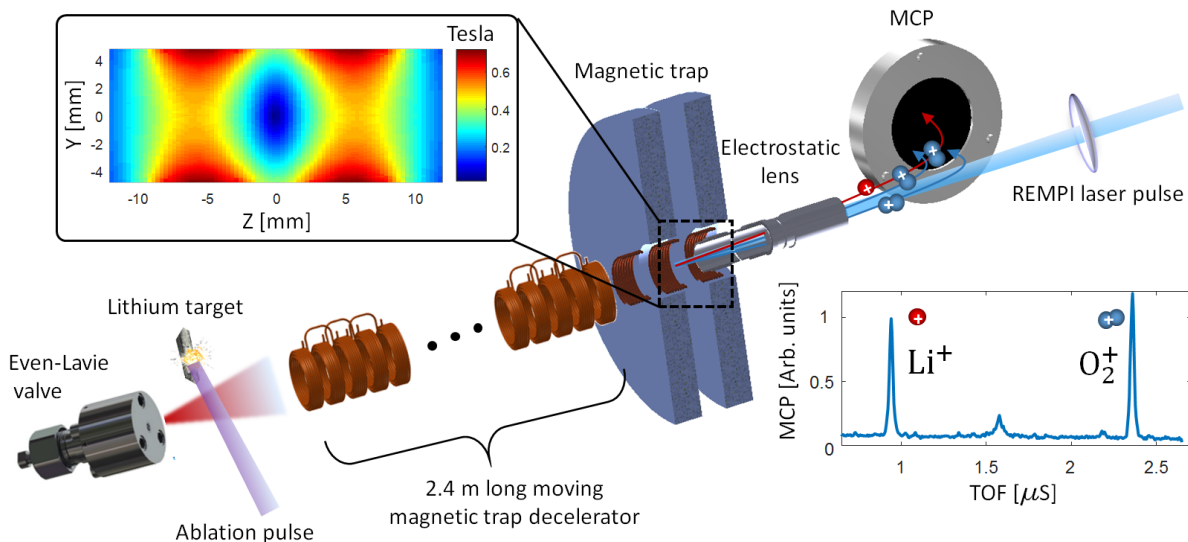 MCP
Tesla
Magnetic trap
4
2
0
-2
-4
Y [mm]
-10
-5
0
5
10
Z [mm]
0.6
0.4
0.2
Electrostatic
lens
REMPI laser pulse
Lithium target
Even-Lavie
valve
Ablation pulse
2.4 m long moving
magnetic trap decelerator
MCP [Arb. units]
1
0.5
0
Li⁺
O₂⁺
1
1.5
2
2.5
TOF [μS]
+
+
+
+
+
+